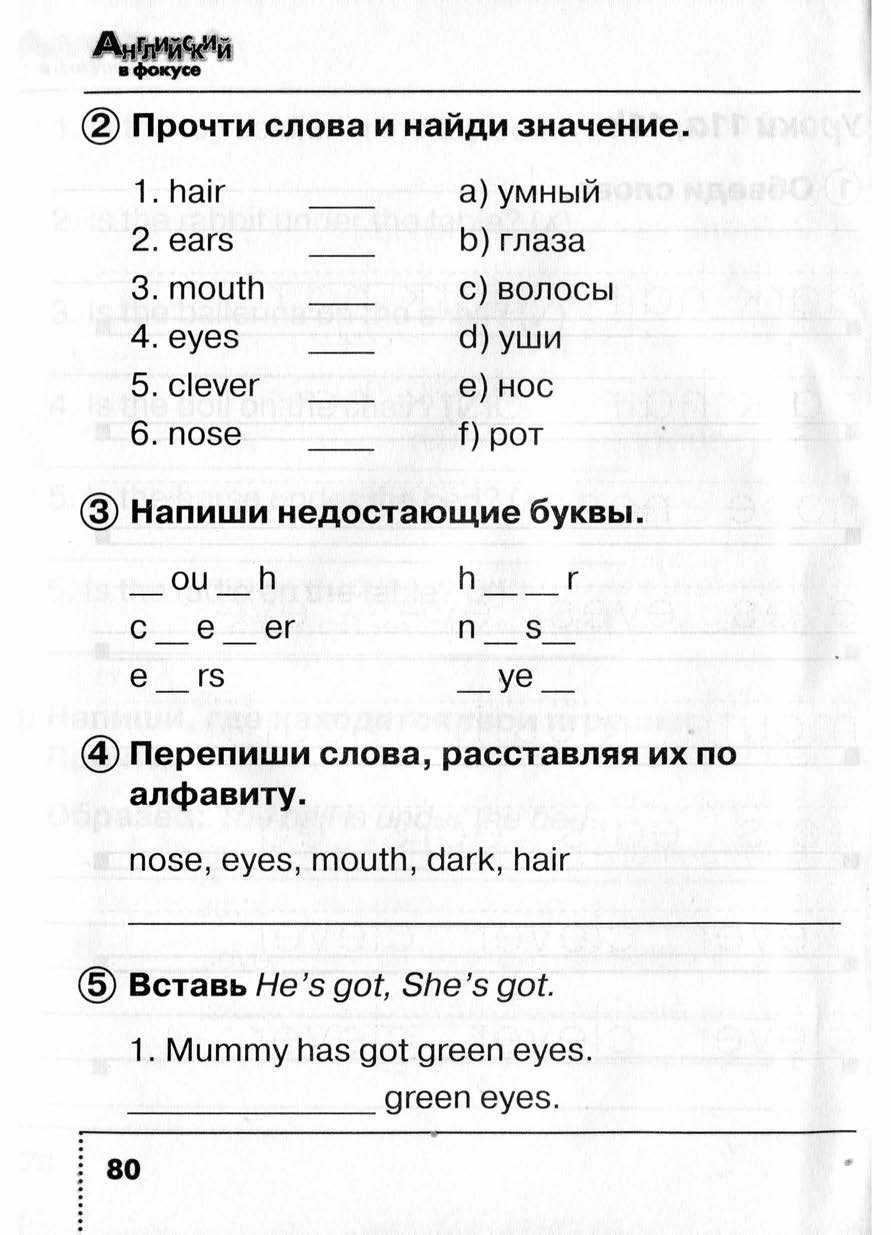 Английский
в фокусе
2 Прочти слова и найди значение.
1. hair ____ a) умный
2. ears ____ b) глаза
3. mouth ____ c) волосы
4. eyes ____ d) уши
5. clever ____ e) нос
6. nose ____ f) рот
3 Напиши недостающие буквы.
__ ou __ h h __ __ r
c __ e __ er n __ s __
e __ rs __ ye __
4 Перепиши слова, расставляя их по
алфавиту.
nose, eyes, mouth, dark, hair
5 Вставь He's got, She's got.
1. Mummy has got green eyes.
_______________ green eyes.
80